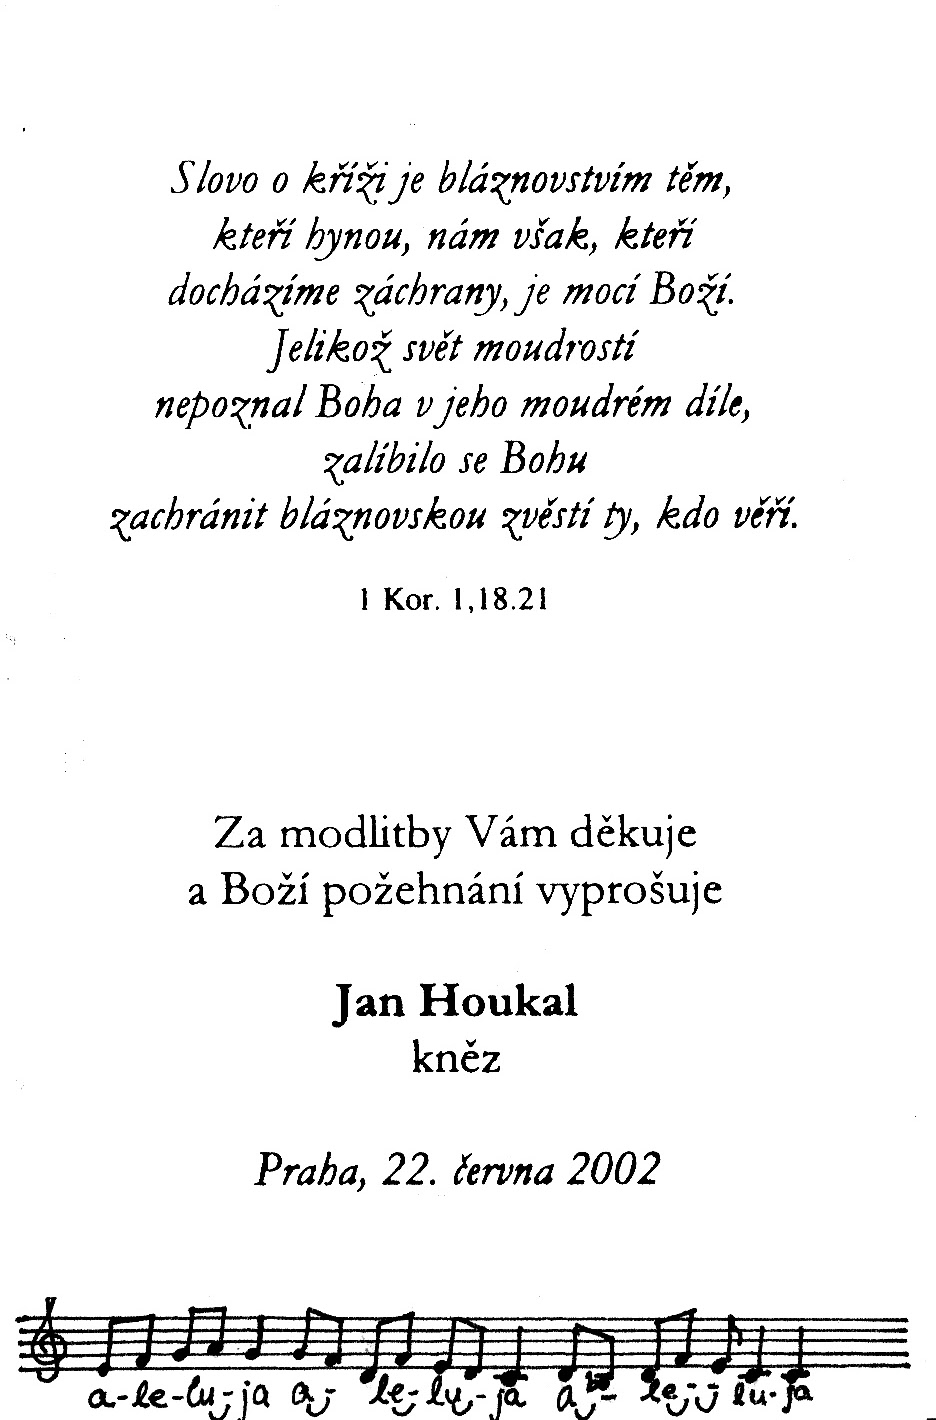 Slovo o kříži je bláznovstvím těm,
kteří hynou, nám však, kteří
docházíme záchrany, je mocí Boží.
Jelikož svět moudrostí
nepoznal Boha v jeho moudrém díle,
zalíbilo se Bohu
zachránit bláznovskou zvěstí ty, kdo věří.
1 Kor. 1,18.21
Za modlitby Vám děkuje
a Boží požehnání vyprošuje
Jan Houkal
kněz
Praha, 22. června 2002
a-le-lu-ja a- le-lu-ja a- le- lu-ja